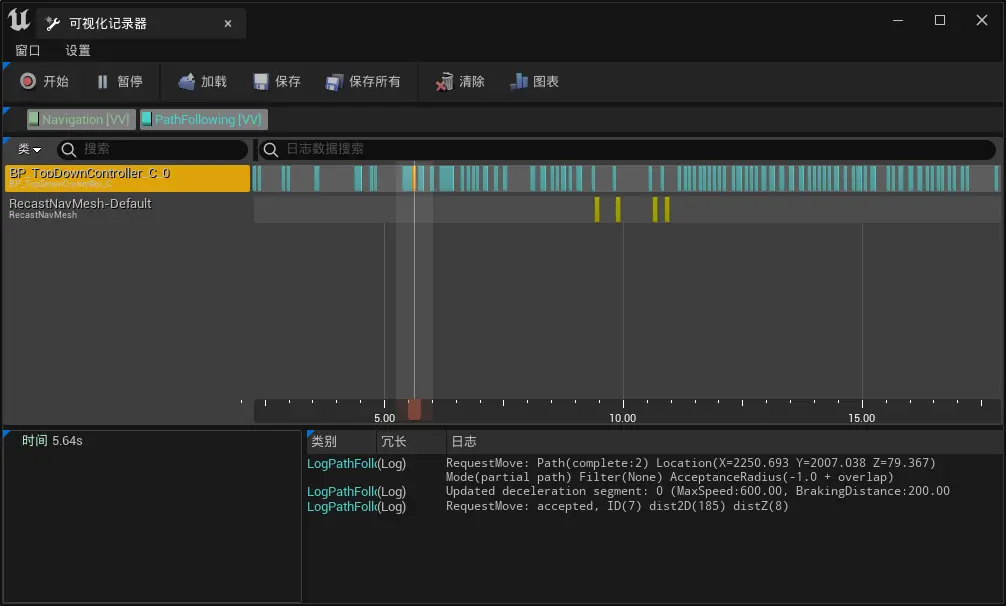 可视化记录器
窗口 设置
开始 暂停 加载 保存 保存所有 清除 图表
Navigation [VV] PathFollowing [VV]
类 搜索 日志数据搜索
BP_TopDownController_C_0
BP_TopDownController_C
RecastNavMesh-Default
RecastNavMesh
5.00 10.00 15.00
时间 5.64s
类别 冗长 日志
LogPathFoll (Log) RequestMove: Path(complete:2) Location(X=2250.693 Y=2007.038 Z=79.367)
Mode(partial path) Filter(None) AcceptanceRadius(-1.0 + overlap)
LogPathFoll (Log) Updated deceleration segment: 0 (MaxSpeed:600.00, BrakingDistance:200.00
LogPathFoll (Log) RequestMove: accepted, ID(7) dist2D(185) distZ(8)